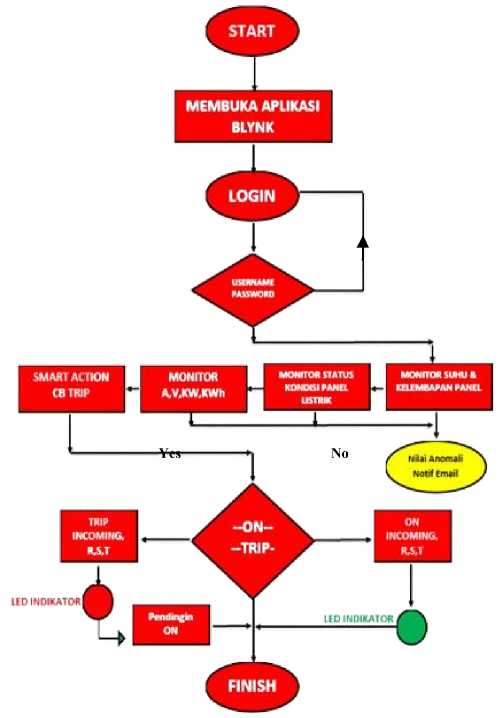 START
MEMBUKA APLIKASI
BLYNK
LOGIN
USERNAME
PASSWORD
SMART ACTION
CB TRIP
MONITOR
A,V,KW,KWh
MONITOR STATUS
KONDISI PANEL
LISTRIK
MONITOR SUHU &
KELEMBAPAN PANEL
Yes
No
Nilai Anomali
Notif Email
TRIP
INCOMING,
R,S,T
--ON--
--TRIP-
ON
INCOMING,
R,S,T
LED INDIKATOR
Pendingin
ON
LED INDIKATOR
FINISH